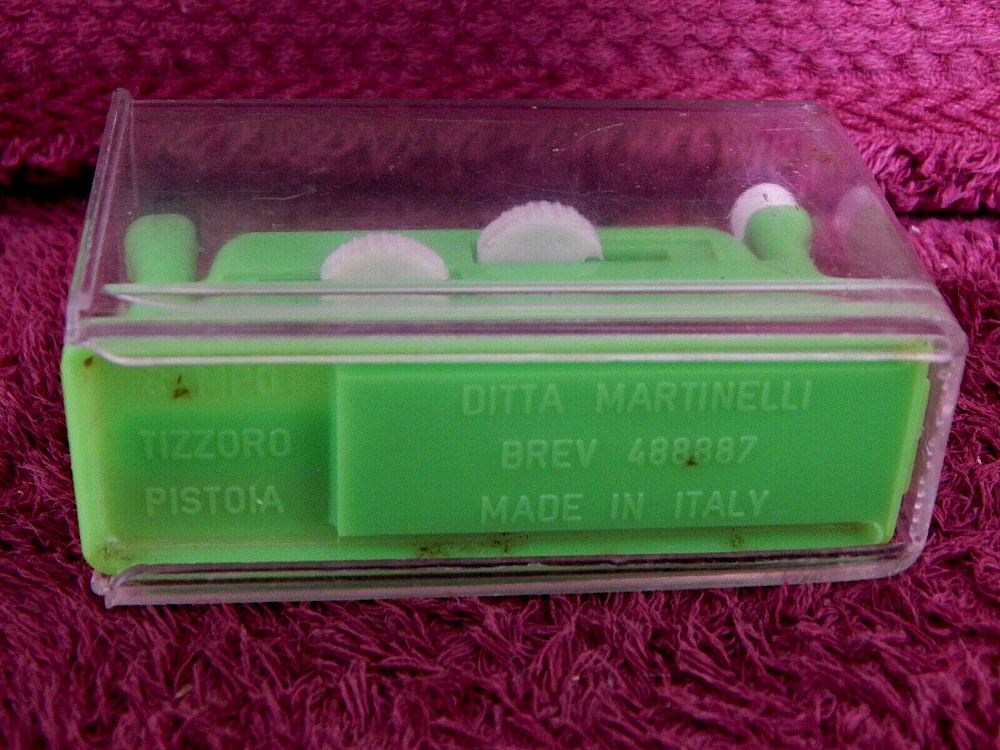 TIZZORO
PISTOIA
DITTA MARTINELLI
BREV 488887
MADE IN ITALY